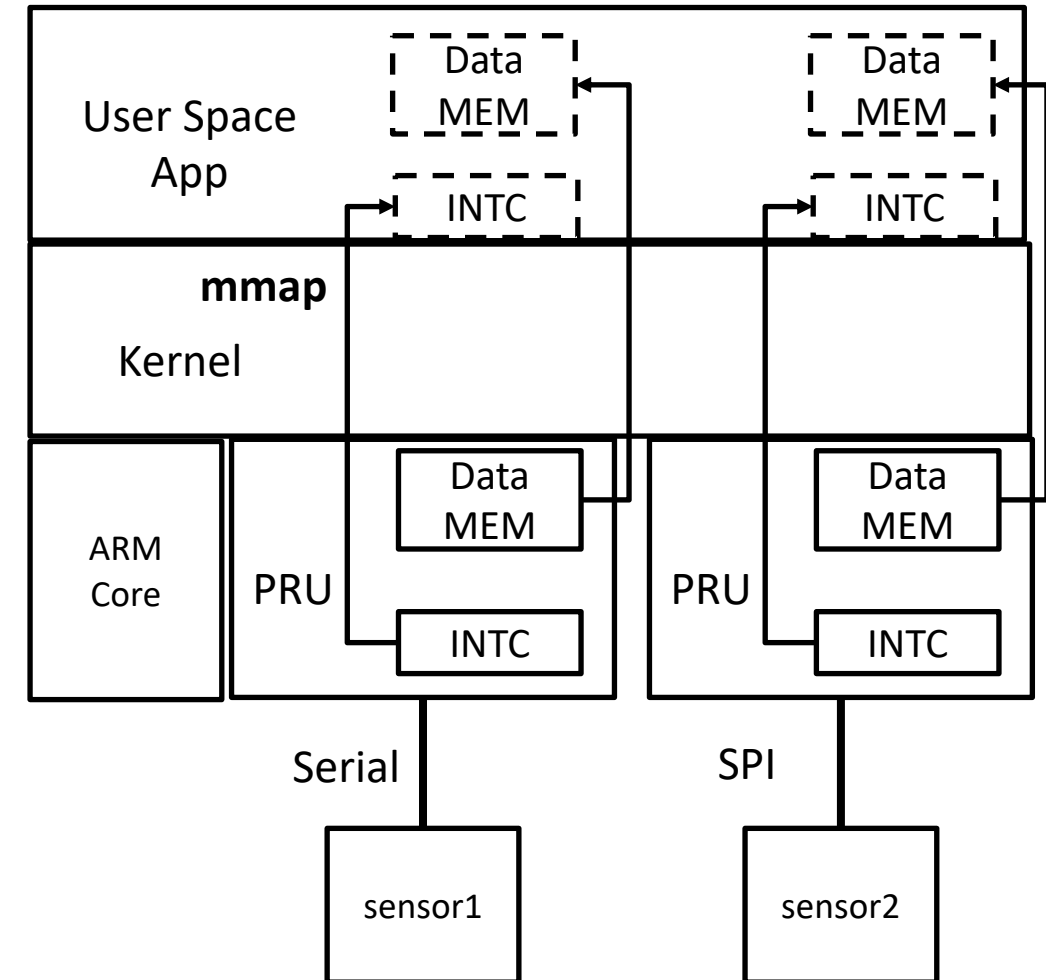 Data
MEM
Data
MEM
User Space
App
INTC
INTC
mmap
Kernel
Data
MEM
Data
MEM
ARM
Core
PRU
PRU
INTC
INTC
Serial
SPI
sensor1
sensor2